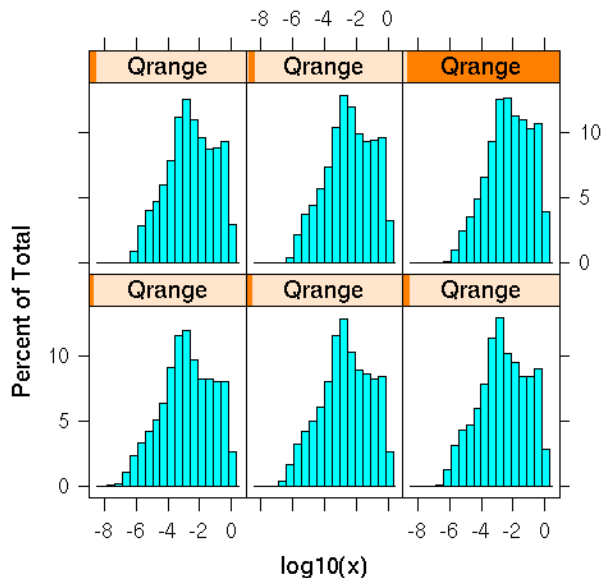 -8 -6 -4 -2 0
Qrange Qrange Qrange
10
5
0
Qrange Qrange Qrange
10
5
0
Percent of Total
-8 -6 -4 -2 0 -8 -6 -4 -2 0
log10(x)